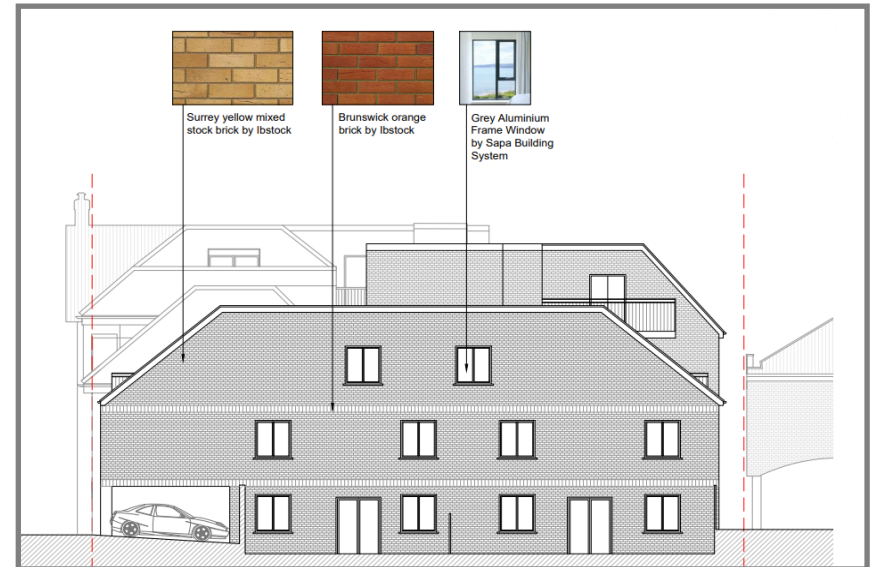 Surrey yellow mixed
stock brick by Ibstock
Brunswick orange
brick by Ibstock
Grey Aluminium
Frame Window
by Sapa Building
System